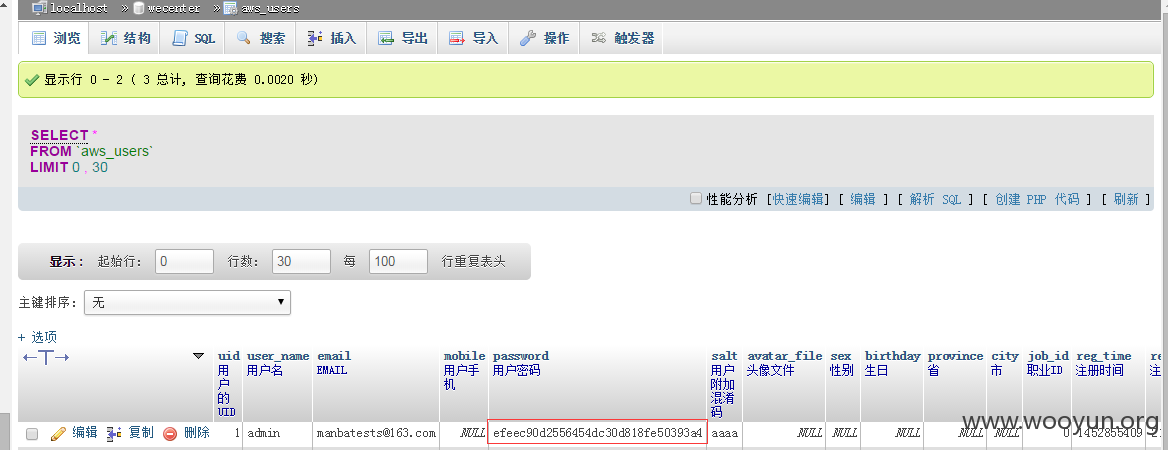 localhost » wecenter » aws_users
浏览 结构 SQL 搜索 插入 导出 导入 操作 触发器
显示行 0 - 2 ( 3 总计, 查询花费 0.0020 秒)
SELECT *
FROM `aws_users`
LIMIT 0 , 30
性能分析 [快速编辑] [ 编辑 ] [ 解析 SQL ] [ 创建 PHP 代码 ] [ 刷新 ]
显示 : 起始行: 0 行数: 30 每 100 行重复表头
主键排序: 无
+ 选项
←T→ uid user_name email mobile password salt avatar_file sex birthday province city job_id reg_time
用户的UID 用户名 EMAIL 用户手机 用户密码 用户附加混淆码 头像文件 性别 生日 省 市 职业ID 注册时间 注
编辑 复制 删除 1 admin manbatests@163.com NULL efeec90d2556454dc30d818fe50393a4 aaaa NULL NULL NULL NULL NULL 0 1452855409
www.wooyun.org